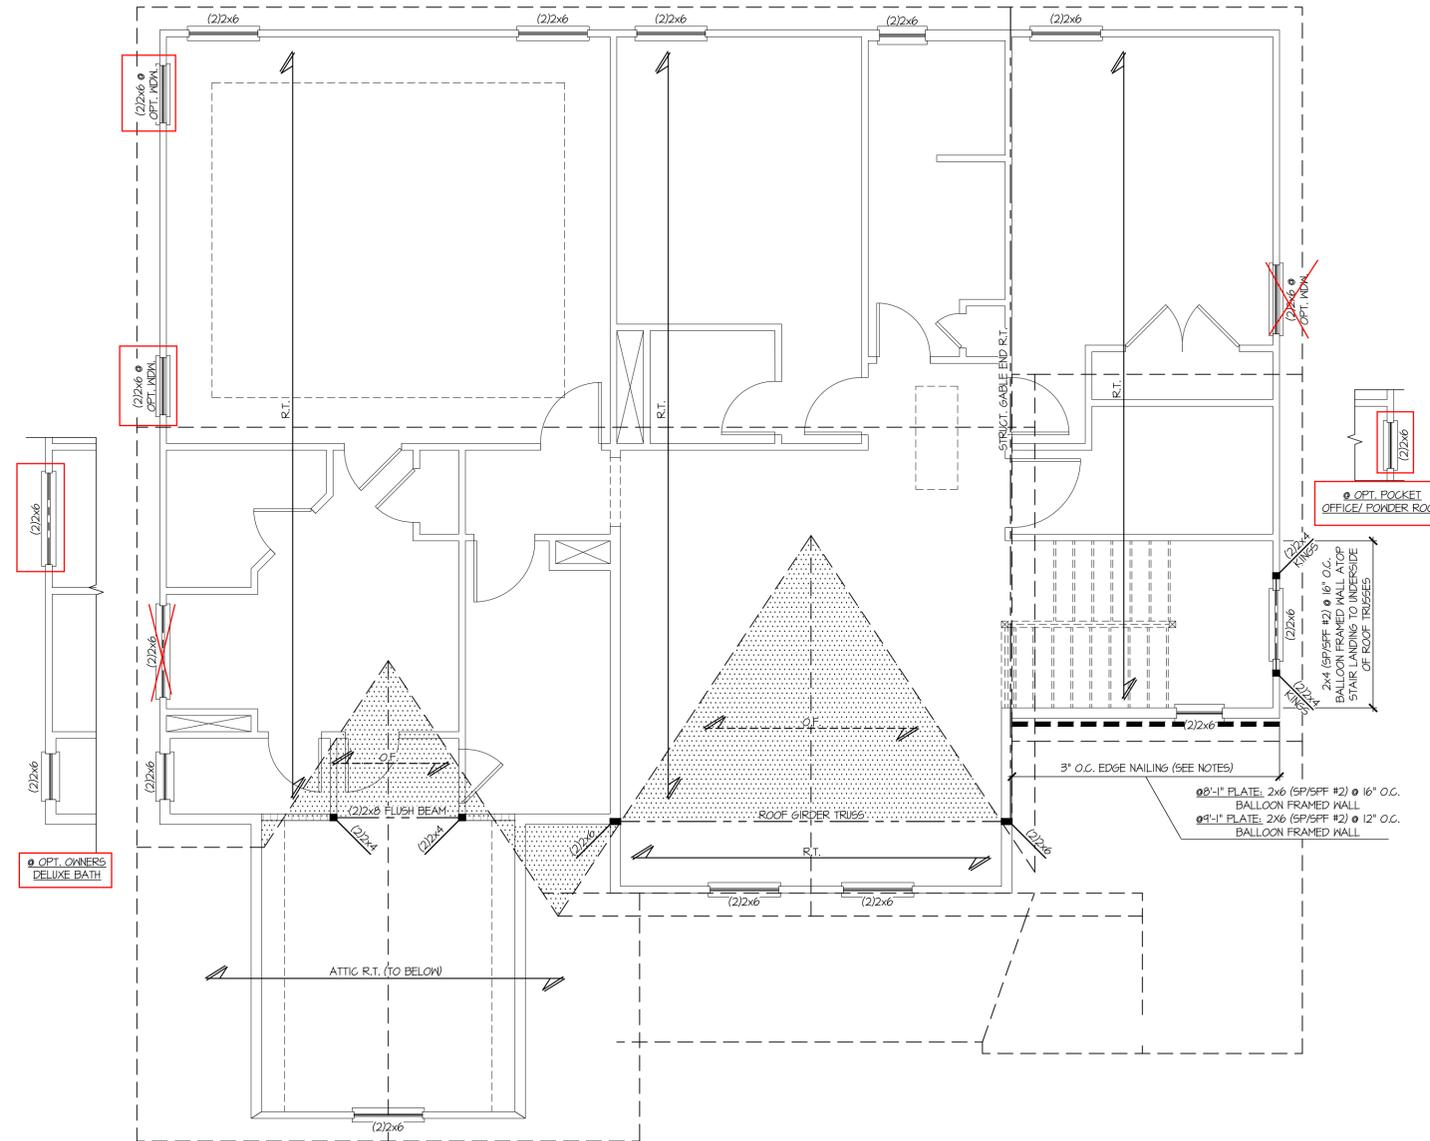 (2)2x6
(2)2x6
(2)2x6
(2)2x6
(2)2x6
(2)2x6 @
OPT. WDW.
(2)2x6 @
OPT. WDW.
(2)2x6 @
OPT. WDW.
R.T.
R.T.
R.T.
STRUCT. GABLE END R.T.
(2)2x6
@ OPT. POCKET
OFFICE/ POWDER
(2)2x6
(2)2x6
(2)2x4
KINGS
(2)2x6
(2)2x4
KINGS
2x4 (SP/SPF #2) @ 16" O.C.
BALLOON FRAMED WALL ATOP
STAIR LANDING TO UNDERSIDE
OF ROOF TRUSSES
O.F.
O.F.
(2)2x6
(2)2x6
(2)2x6
3" O.C. EDGE NAILING (SEE NOTES)
@8'-1" PLATE: 2x6 (SP/SPF #2) @ 16" O.C.
BALLOON FRAMED WALL
@9'-1" PLATE: 2X6 (SP/SPF #2) @ 12" O.C.
BALLOON FRAMED WALL
(2)2x8 FLUSH BEAM
(2)2x4
(2)2x4
ROOF GIRDER TRUSS
(2)2x6
(2)2x6
R.T.
@ OPT. OWNERS
DELUXE BATH
(2)2x6
(2)2x6
ATTIC R.T. (TO BELOW)
(2)2x6